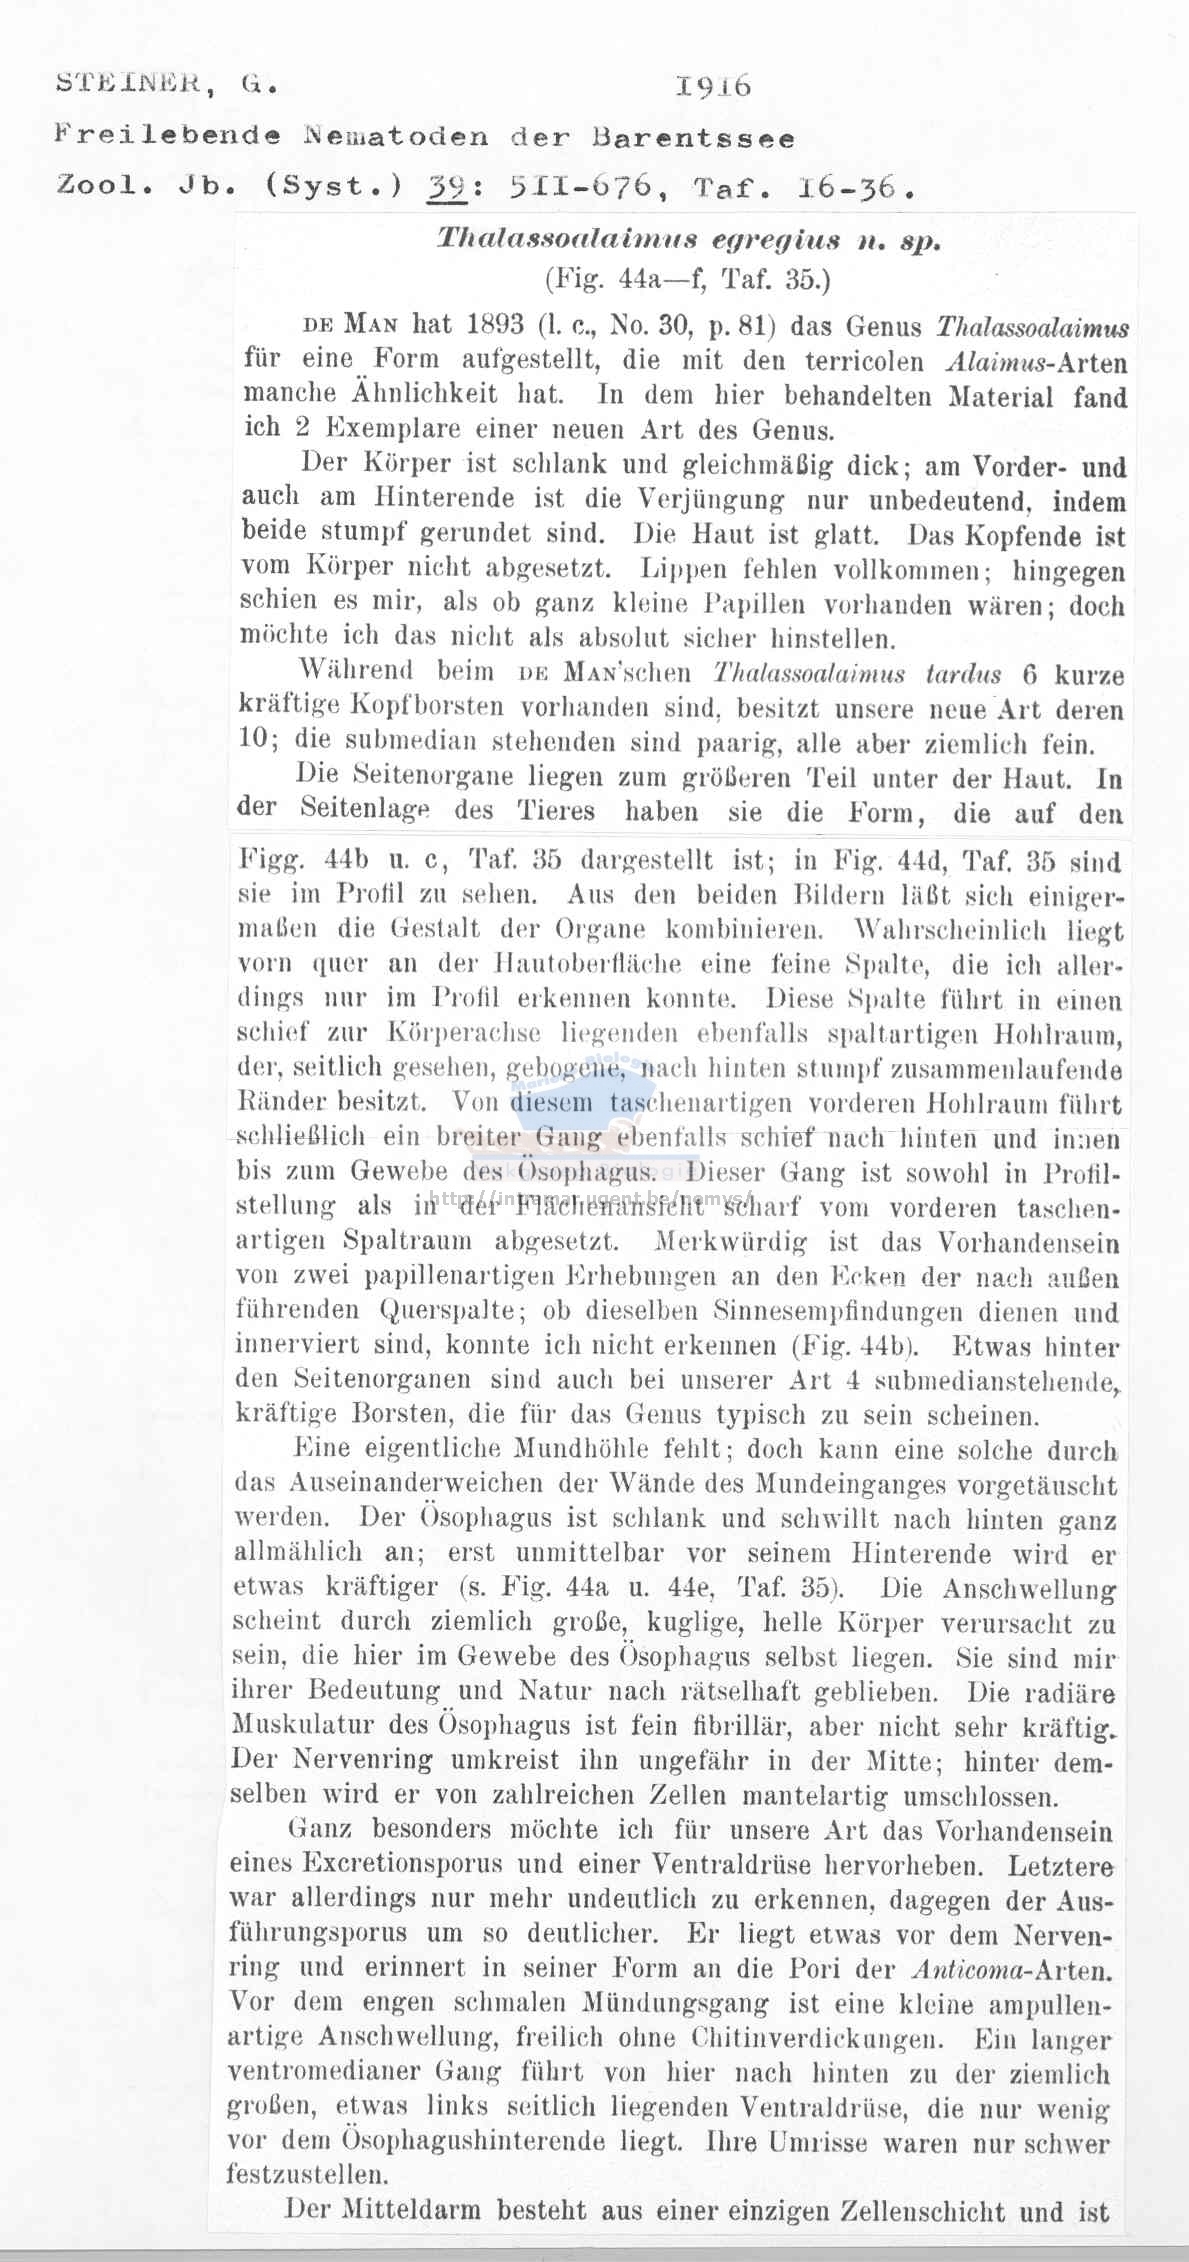 STEINER, G. 1916
Freilebende Nematoden der Barentssee
Zool. Jb. (Syst.) 39: 511-676, Taf. 16-36.
Thalassoalaimus egregius n. sp.
(Fig. 44a—f, Taf. 35.)
DE MAN hat 1893 (l. c., No. 30, p. 81) das Genus Thalassoalaimus
für eine Form aufgestellt, die mit den terricolen Alaimus-Arten
manche Ähnlichkeit hat. In dem hier behandelten Material fand
ich 2 Exemplare einer neuen Art des Genus.
Der Körper ist schlank und gleichmäßig dick; am Vorder- und
auch am Hinterende ist die Verjüngung nur unbedeutend, indem
beide stumpf gerundet sind. Die Haut ist glatt. Das Kopfende ist
vom Körper nicht abgesetzt. Lippen fehlen vollkommen; hingegen
schien es mir, als ob ganz kleine Papillen vorhanden wären; doch
möchte ich das nicht als absolut sicher hinstellen.
Während beim DE MAN'schen Thalassoalaimus tardus 6 kurze
kräftige Kopfborsten vorhanden sind, besitzt unsere neue Art deren
10; die submedian stehenden sind paarig, alle aber ziemlich fein.
Die Seitenorgane liegen zum größeren Teil unter der Haut. In
der Seitenlage des Tieres haben sie die Form, die auf den
Figg. 44b u. c, Taf. 35 dargestellt ist; in Fig. 44d, Taf. 35 sind
sie im Profil zu sehen. Aus den beiden Bildern läßt sich einiger-
maßen die Gestalt der Organe kombinieren. Wahrscheinlich liegt
vorn quer an der Hautoberfläche eine feine Spalte, die ich aller-
dings nur im Profil erkennen konnte. Diese Spalte führt in einen
schief zur Körperachse liegenden ebenfalls spaltartigen Hohlraum,
der, seitlich gesehen, gebogene, nach hinten stumpf zusammenlaufende
Ränder besitzt. Von diesem taschenartigen vorderen Hohlraum führt
schließlich ein breiter Gang ebenfalls schief nach hinten und innen
bis zum Gewebe des Ösophagus. Dieser Gang ist sowohl in Profil-
http://intramar.ugent.be/nemys/
stellung als in der Flächenansicht scharf vom vorderen taschen-
artigen Spaltraum abgesetzt. Merkwürdig ist das Vorhandensein
von zwei papillenartigen Erhebungen an den Ecken der nach außen
führenden Querspalte; ob dieselben Sinnesempfindungen dienen und
innerviert sind, konnte ich nicht erkennen (Fig. 44b). Etwas hinter
den Seitenorganen sind auch bei unserer Art 4 submedianstehende,
kräftige Borsten, die für das Genus typisch zu sein scheinen.
Eine eigentliche Mundhöhle fehlt; doch kann eine solche durch
das Auseinanderweichen der Wände des Mundeinganges vorgetäuscht
werden. Der Ösophagus ist schlank und schwillt nach hinten ganz
allmählich an; erst unmittelbar vor seinem Hinterende wird er
etwas kräftiger (s. Fig. 44a u. 44e, Taf. 35). Die Anschwellung
scheint durch ziemlich große, kuglige, helle Körper verursacht zu
sein, die hier im Gewebe des Ösophagus selbst liegen. Sie sind mir
ihrer Bedeutung und Natur nach rätselhaft geblieben. Die radiäre
Muskulatur des Ösophagus ist fein fibrillär, aber nicht sehr kräftig.
Der Nervenring umkreist ihn ungefähr in der Mitte; hinter dem-
selben wird er von zahlreichen Zellen mantelartig umschlossen.
Ganz besonders möchte ich für unsere Art das Vorhandensein
eines Excretionsporus und einer Ventraldrüse hervorheben. Letztere
war allerdings nur mehr undeutlich zu erkennen, dagegen der Aus-
führungsporus um so deutlicher. Er liegt etwas vor dem Nerven-
ring und erinnert in seiner Form an die Pori der Anticoma-Arten.
Vor dem engen schmalen Mündungsgang ist eine kleine ampullen-
artige Anschwellung, freilich ohne Chitinverdickungen. Ein langer
ventromedianer Gang führt von hier nach hinten zu der ziemlich
großen, etwas links seitlich liegenden Ventraldrüse, die nur wenig
vor dem Ösophagushinterende liegt. Ihre Umrisse waren nur schwer
festzustellen.
Der Mitteldarm besteht aus einer einzigen Zellenschicht und ist